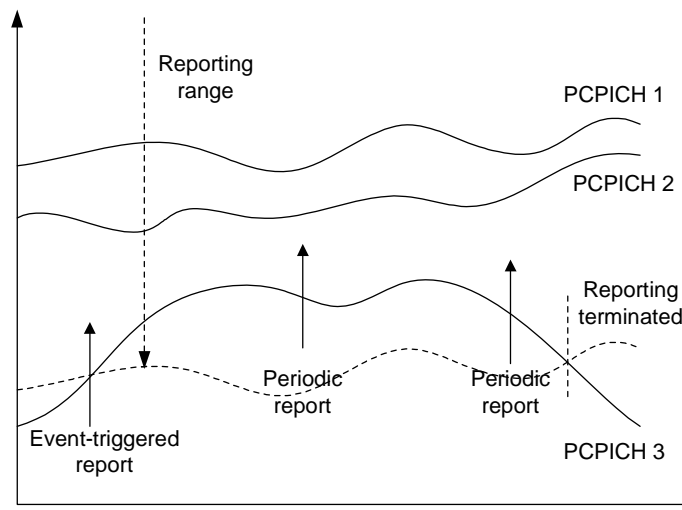 Reporting
range
PCPICH 1
PCPICH 2
Reporting
terminated
Periodic
report
Periodic
report
Event-triggered
report
PCPICH 3